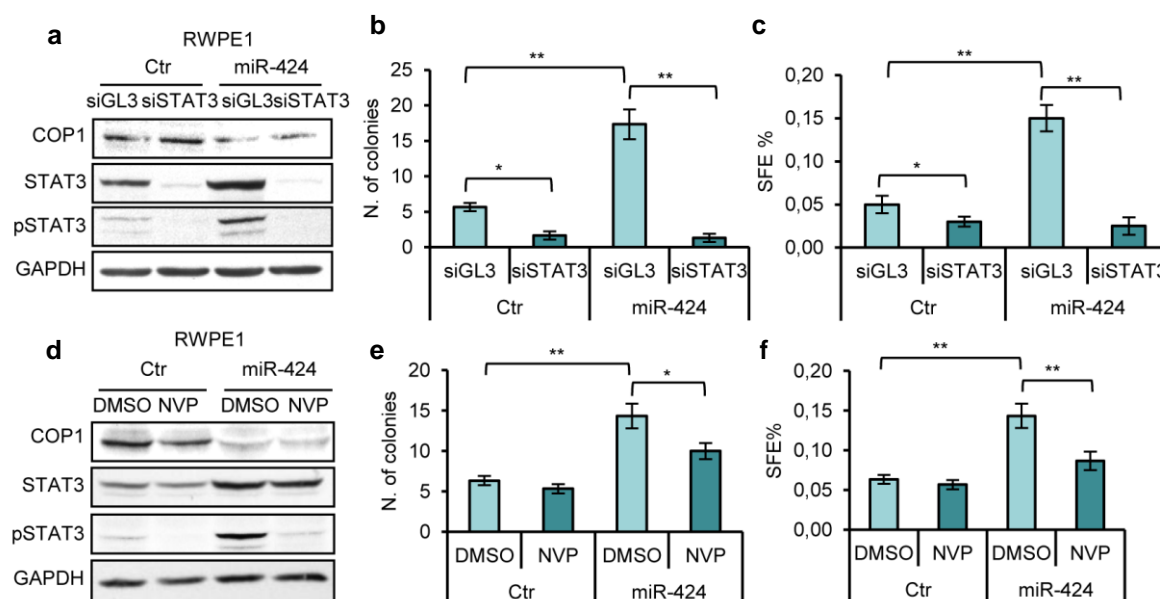 a
RWPE1
Ctr miR-424
siGL3 siSTAT3 siGL3 siSTAT3
COP1
STAT3
pSTAT3
GAPDH
b
** **
*
N. of colonies
25
20
15
10
5
0
siGL3 siSTAT3 siGL3 siSTAT3
Ctr miR-424
c
** **
*
SFE %
0,20
0,15
0,10
0,05
0,00
siGL3 siSTAT3 siGL3 siSTAT3
Ctr miR-424
d
RWPE1
Ctr miR-424
DMSO NVP DMSO NVP
COP1
STAT3
pSTAT3
GAPDH
e
** *
N. of colonies
20
15
10
5
0
DMSO NVP DMSO NVP
Ctr miR-424
f
** **
SFE%
0,20
0,15
0,10
0,05
0,00
DMSO NVP DMSO NVP
Ctr miR-424